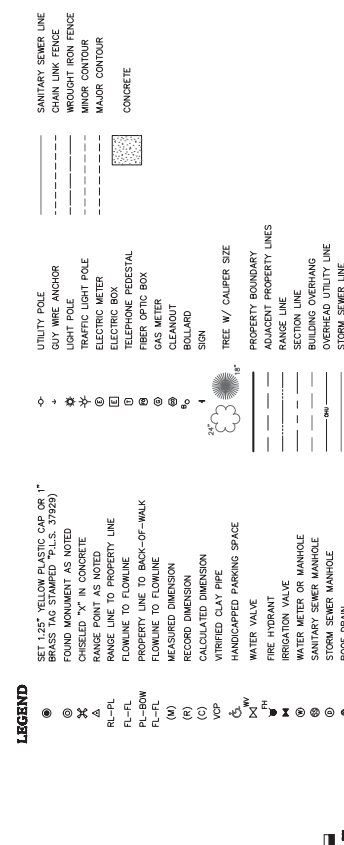 LEGEND
SET 1.25" YELLOW PLASTIC CAP OR 1"
BRASS TAG STAMPED "P.L.S. 37929)
FOUND MONUMENT AS NOTED
CHISELED "X" IN CONCRETE
RANGE POINT AS NOTED
RL-PL RANGE LINE TO PROPERTY LINE
FL-FL FLOWLINE TO FLOWLINE
PL-BOW PROPERTY LINE TO BACK-OF-WALK
FL-FL FLOWLINE TO FLOWLINE
(M) MEASURED DIMENSION
(R) RECORD DIMENSION
(C) CALCULATED DIMENSION
VCP VITRIFIED CLAY PIPE
HANDICAPPED PARKING SPACE
WV WATER VALVE
FH FIRE HYDRANT
IRRIGATION VALVE
W WATER METER OR MANHOLE
SANITARY SEWER MANHOLE
D STORM SEWER MANHOLE
ROOF DRAIN
UTILITY POLE
GUY WIRE ANCHOR
LIGHT POLE
TRAFFIC LIGHT POLE
E ELECTRIC METER
E ELECTRIC BOX
T TELEPHONE PEDESTAL
FIBER OPTIC BOX
G GAS METER
CLEANOUT
B BOLLARD
SIGN
24" 18" TREE W/ CALIPER SIZE
PROPERTY BOUNDARY
ADJACENT PROPERTY LINES
RANGE LINE
SECTION LINE
BUILDING OVERHANG
OHU OVERHEAD UTILITY LINE
STORM SEWER LINE
SANITARY SEWER LINE
CHAIN LINK FENCE
WROUGHT IRON FENCE
MINOR CONTOUR
MAJOR CONTOUR
CONCRETE